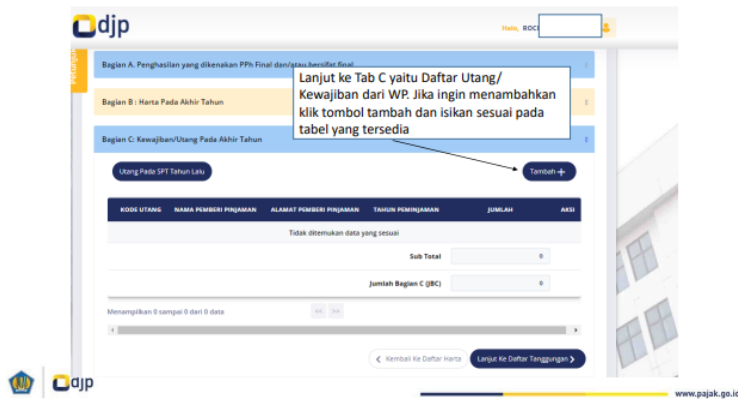 djp
Halo, ROCI
Bagian A. Penghasilan yang dikenakan PPh Final dan/atau bersifat final
Lanjut ke Tab C yaitu Daftar Utang/
Kewajiban dari WP. Jika ingin menambahkan
klik tombol tambah dan isikan sesuai pada
tabel yang tersedia
Bagian B : Harta Pada Akhir Tahun
Bagian C: Kewajiban/Utang Pada Akhir Tahun
Utang Pada SPT Tahun Lalu
Tambah +
KODE UTANG NAMA PEMBERI PINJAMAN ALAMAT PEMBERI PINJAMAN TAHUN PEMINJAMAN JUMLAH AKSI
Tidak ditemukan data yang sesuai
Sub Total 0
Jumlah Bagian C (JBC) 0
Menampilkan 0 sampai 0 dari 0 data << >>
< Kembali Ke Daftar Harta Lanjut Ke Daftar Tanggungan >
djp
www.pajak.go.id